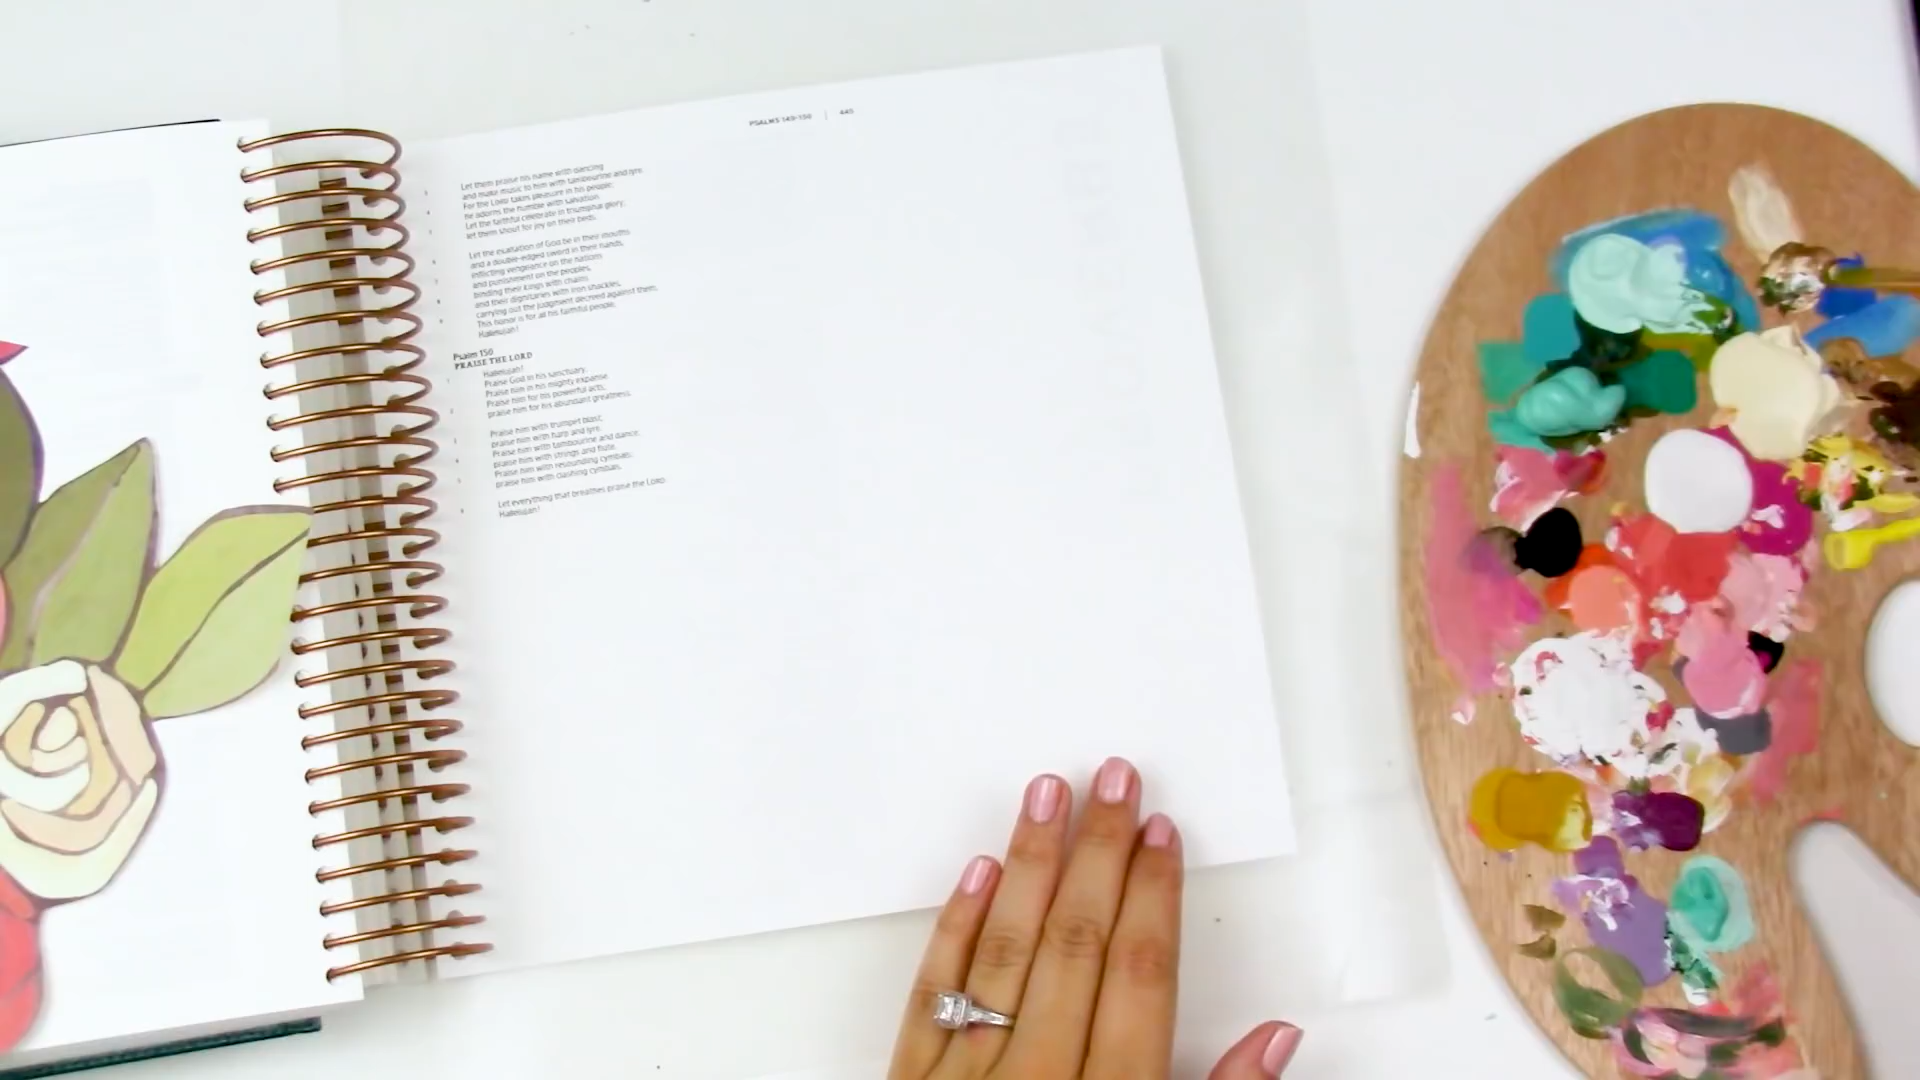 PSALMS 149-150 | 445
Let them praise his name with dancing
and make music to him with tambourine and lyre.
For the LORD takes pleasure in his people;
he adorns the humble with salvation.
Let the faithful celebrate in triumphal glory;
let them shout for joy on their beds.
Let the exaltation of God be in their mouths
and a double-edged sword in their hands,
inflicting vengeance on the nations
and punishment on the peoples,
binding their kings with chains
and their dignitaries with iron shackles,
carrying out the judgment decreed against them.
This honor is for all his faithful people.
Hallelujah!
Psalm 150
PRAISE THE LORD
Hallelujah!
Praise God in his sanctuary.
Praise him in his mighty expanse.
Praise him for his powerful acts;
praise him for his abundant greatness.
Praise him with trumpet blast;
praise him with harp and lyre.
Praise him with tambourine and dance;
praise him with strings and flute.
Praise him with resounding cymbals;
praise him with clashing cymbals.
Let everything that breathes praise the LORD.
Hallelujah!